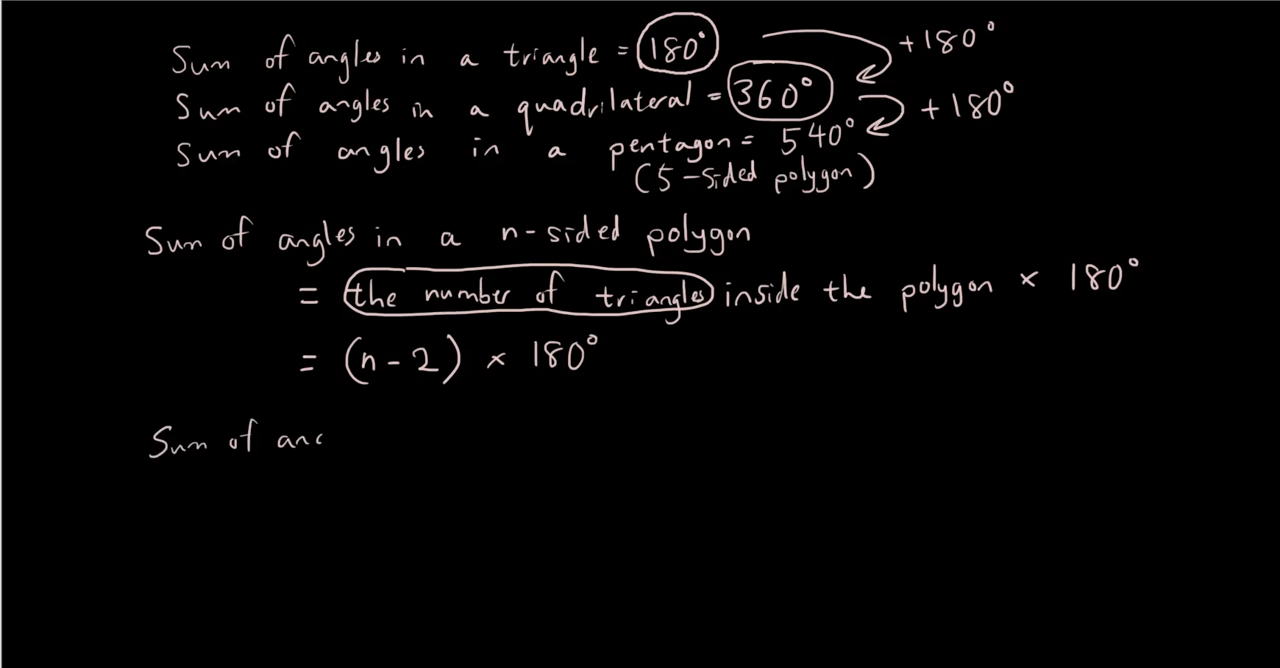 Sum of angles in a triangle = 180° +180°
Sum of angles in a quadrilateral = 360° +180°
Sum of angles in a pentagon = 540°
(5-sided polygon)
Sum of angles in a n-sided polygon
= the number of triangles inside the polygon × 180°
= (n-2) × 180°
Sum of anc